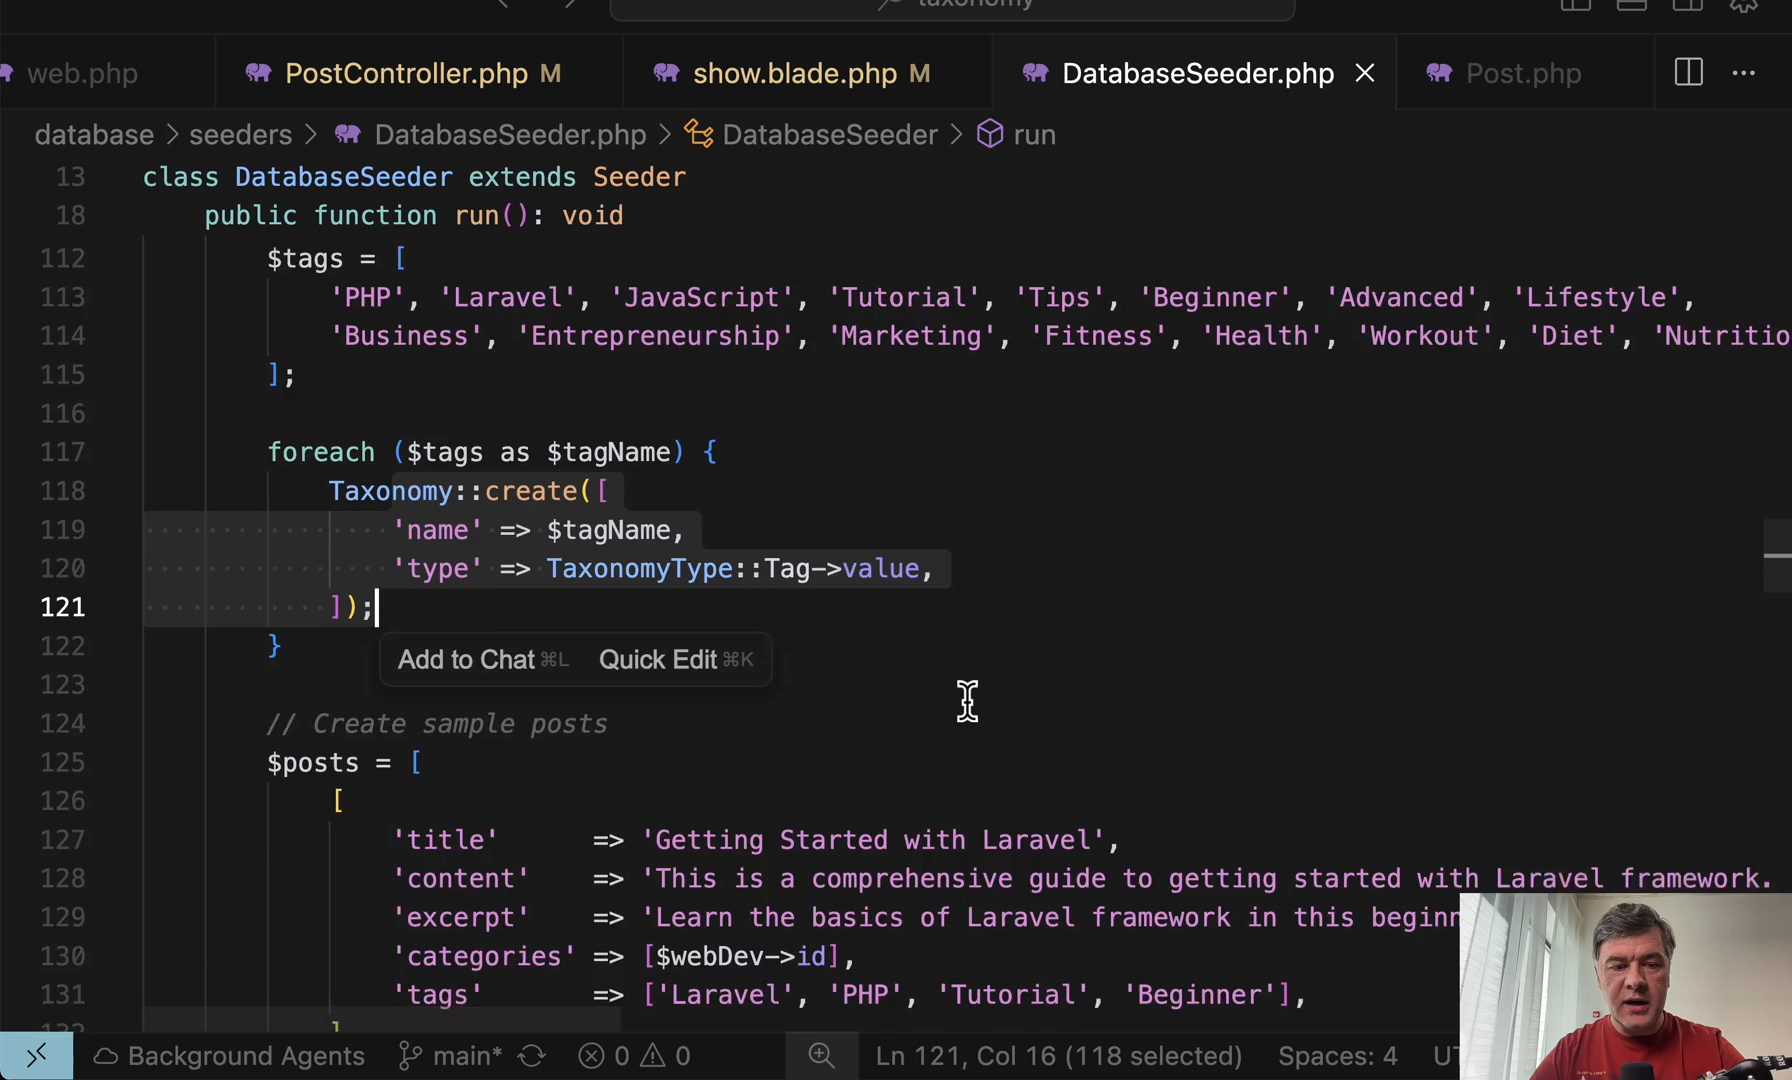 taxonomy
web.php PostController.php M show.blade.php M DatabaseSeeder.php Post.php ...
database > seeders > DatabaseSeeder.php > DatabaseSeeder > run
13 class DatabaseSeeder extends Seeder
18 public function run(): void
112 $tags = [
113 'PHP', 'Laravel', 'JavaScript', 'Tutorial', 'Tips', 'Beginner', 'Advanced', 'Lifestyle',
114 'Business', 'Entrepreneurship', 'Marketing', 'Fitness', 'Health', 'Workout', 'Diet', 'Nutritio
115 ];
116
117 foreach ($tags as $tagName) {
118 Taxonomy::create([
119 'name' => $tagName,
120 'type' => TaxonomyType::Tag->value,
121 ]);
122 }
Add to Chat ⌘L Quick Edit ⌘K
123
124 // Create sample posts
125 $posts = [
126 [
127 'title' => 'Getting Started with Laravel',
128 'content' => 'This is a comprehensive guide to getting started with Laravel framework.
129 'excerpt' => 'Learn the basics of Laravel framework in this beginn
130 'categories' => [$webDev->id],
131 'tags' => ['Laravel', 'PHP', 'Tutorial', 'Beginner'],
Background Agents main* 0 0 Ln 121, Col 16 (118 selected) Spaces: 4 UT